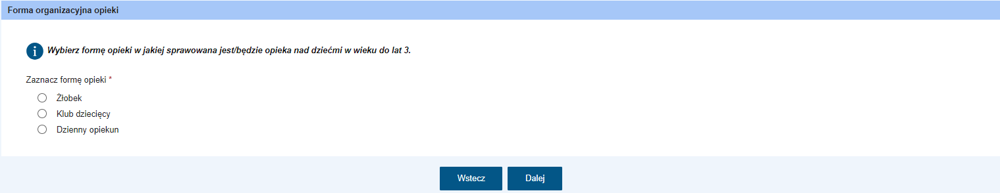 Forma organizacyjna opieki
i Wybierz formę opieki w jakiej sprawowana jest/będzie opieka nad dziećmi w wieku do lat 3.
Zaznacz formę opieki *
Żłobek
Klub dziecięcy
Dzienny opiekun
Wstecz Dalej